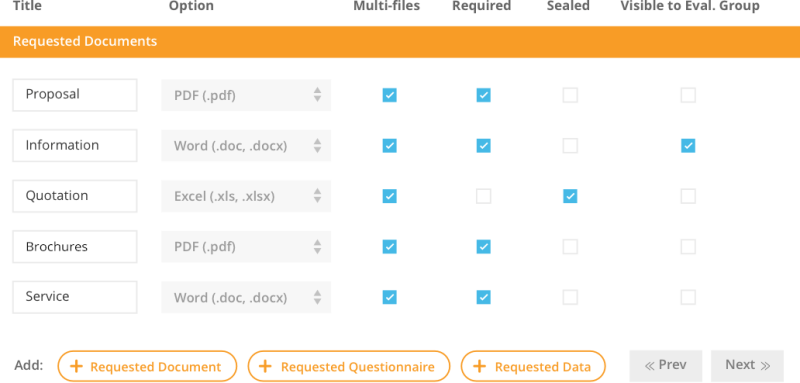 Title Option Multi-files Required Sealed Visible to Eval. Group
Requested Documents
Proposal PDF (.pdf)
Information Word (.doc, .docx)
Quotation Excel (.xls, .xlsx)
Brochures PDF (.pdf)
Service Word (.doc, .docx)
Add: + Requested Document + Requested Questionnaire + Requested Data « Prev Next »